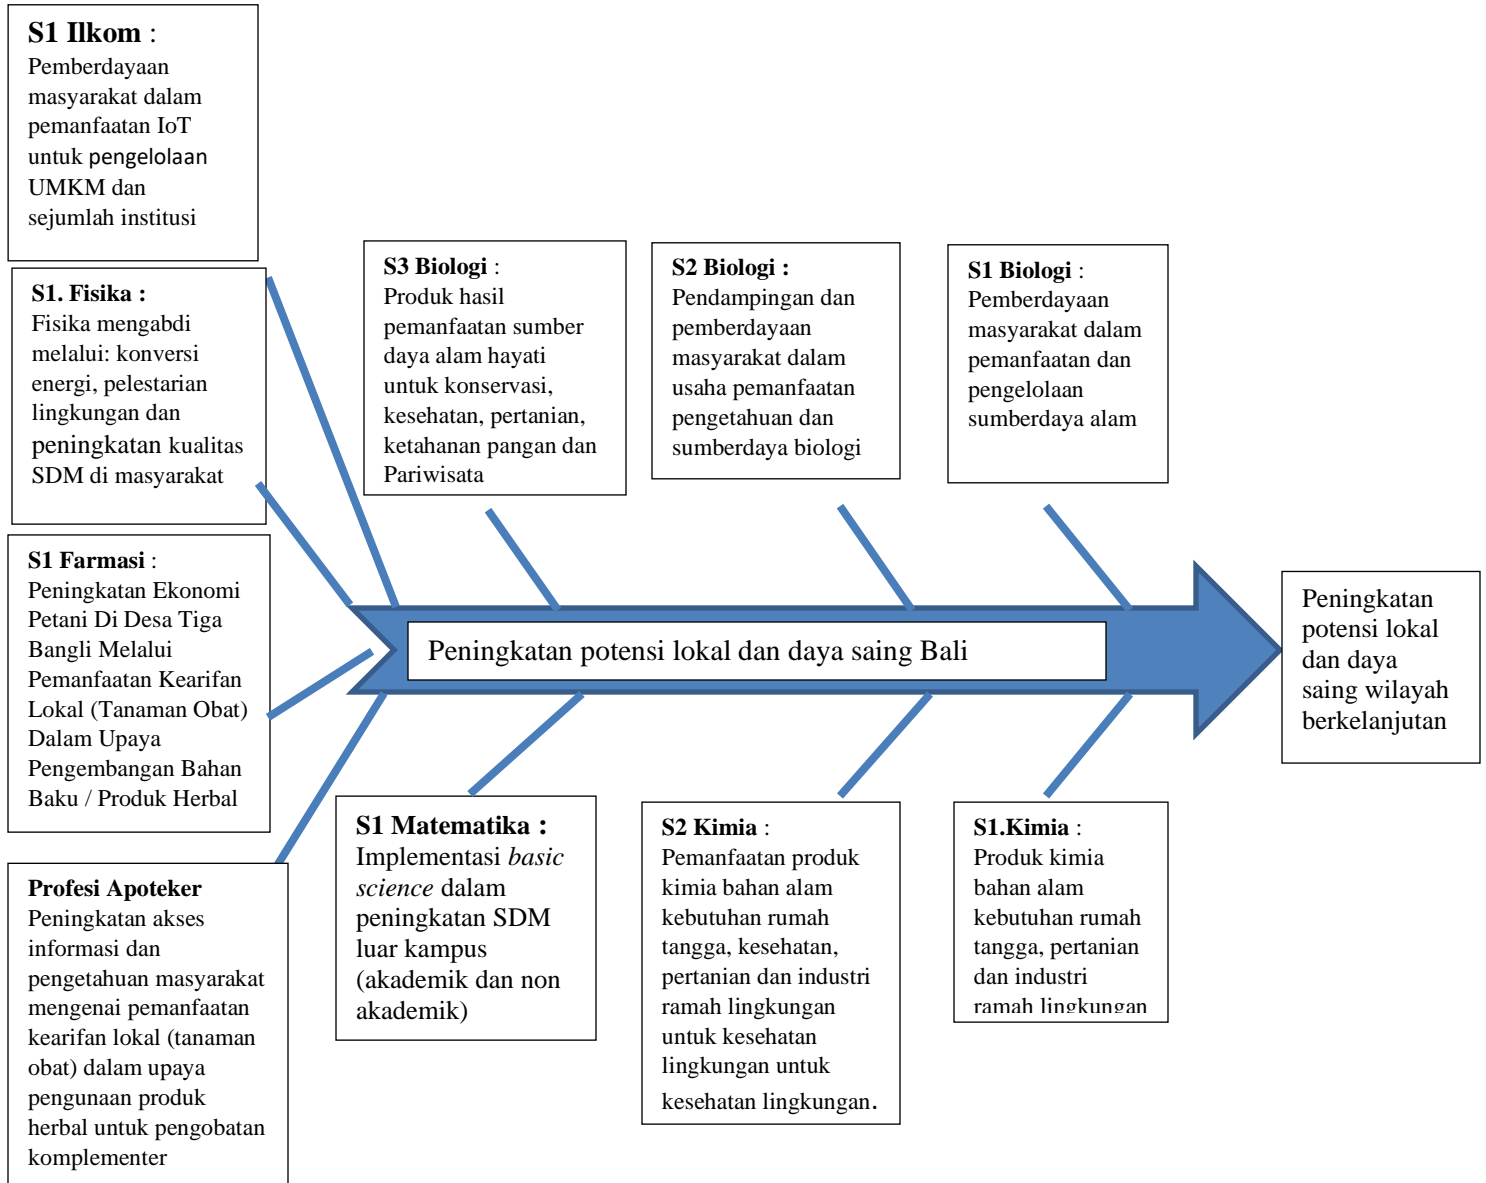 S1 Ilkom :
Pemberdayaan
masyarakat dalam
pemanfaatan IoT
untuk pengelolaan
UMKM dan
sejumlah institusi
S1. Fisika :
Fisika mengabdi
melalui: konversi
energi, pelestarian
lingkungan dan
peningkatan kualitas
SDM di masyarakat
S3 Biologi :
Produk hasil
pemanfaatan sumber
daya alam hayati
untuk konservasi,
kesehatan, pertanian,
ketahanan pangan dan
Pariwisata
S2 Biologi :
Pendampingan dan
pemberdayaan
masyarakat dalam
usaha pemanfaatan
pengetahuan dan
sumberdaya biologi
S1 Biologi :
Pemberdayaan
masyarakat dalam
pemanfaatan dan
pengelolaan
sumberdaya alam
S1 Farmasi :
Peningkatan Ekonomi
Petani Di Desa Tiga
Bangli Melalui
Pemanfaatan Kearifan
Lokal (Tanaman Obat)
Dalam Upaya
Pengembangan Bahan
Baku / Produk Herbal
Peningkatan potensi lokal dan daya saing Bali
Peningkatan
potensi lokal
dan daya
saing wilayah
berkelanjutan
Profesi Apoteker
Peningkatan akses
informasi dan
pengetahuan masyarakat
mengenai pemanfaatan
kearifan lokal (tanaman
obat) dalam upaya
pengunaan produk
herbal untuk pengobatan
komplementer
S1 Matematika :
Implementasi basic
science dalam
peningkatan SDM
luar kampus
(akademik dan non
akademik)
S2 Kimia :
Pemanfaatan produk
kimia bahan alam
kebutuhan rumah
tangga, kesehatan,
pertanian dan industri
ramah lingkungan
untuk kesehatan
lingkungan untuk
kesehatan lingkungan.
S1.Kimia :
Produk kimia
bahan alam
kebutuhan rumah
tangga, pertanian
dan industri
ramah lingkungan